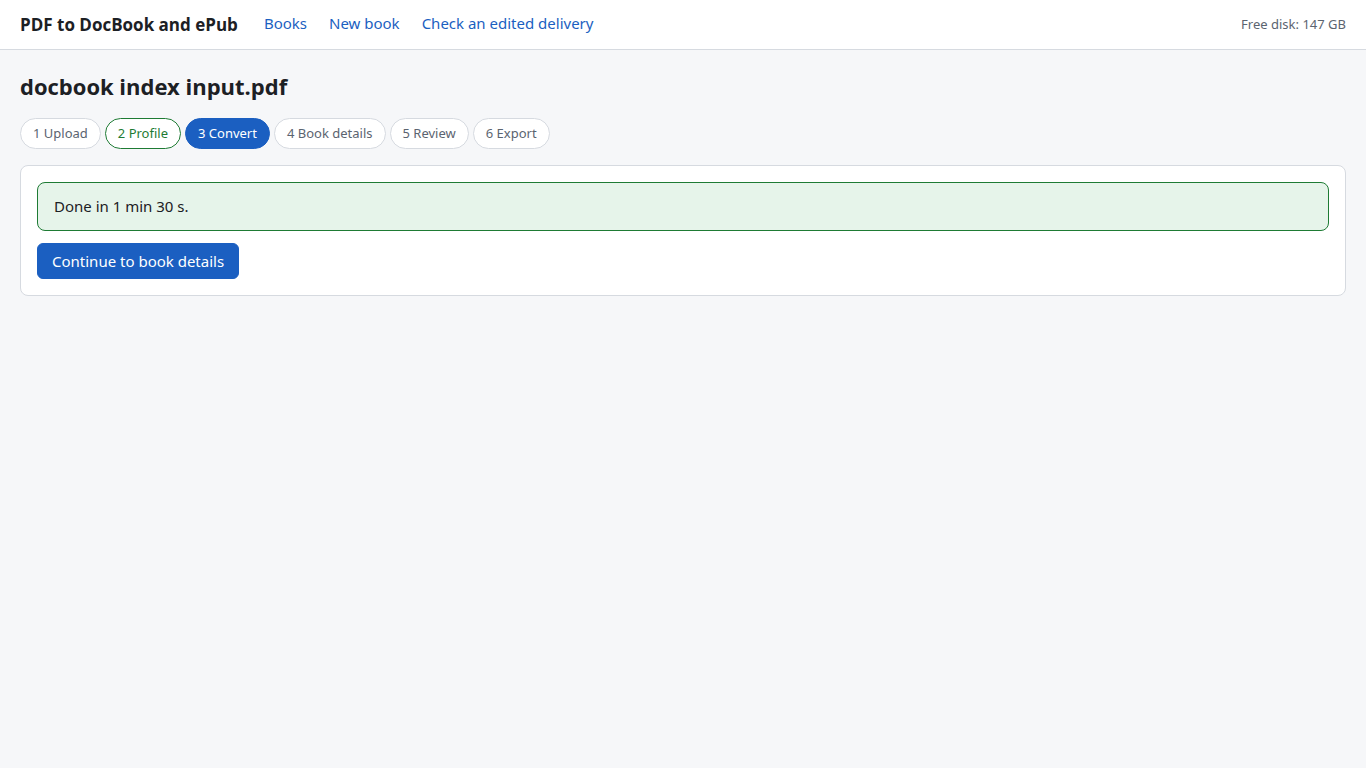 PDF to DocBook and ePub Books New book Check an edited delivery Free disk: 147 GB
docbook index input.pdf
1 Upload 2 Profile 3 Convert 4 Book details 5 Review 6 Export
Done in 1 min 30 s.
Continue to book details